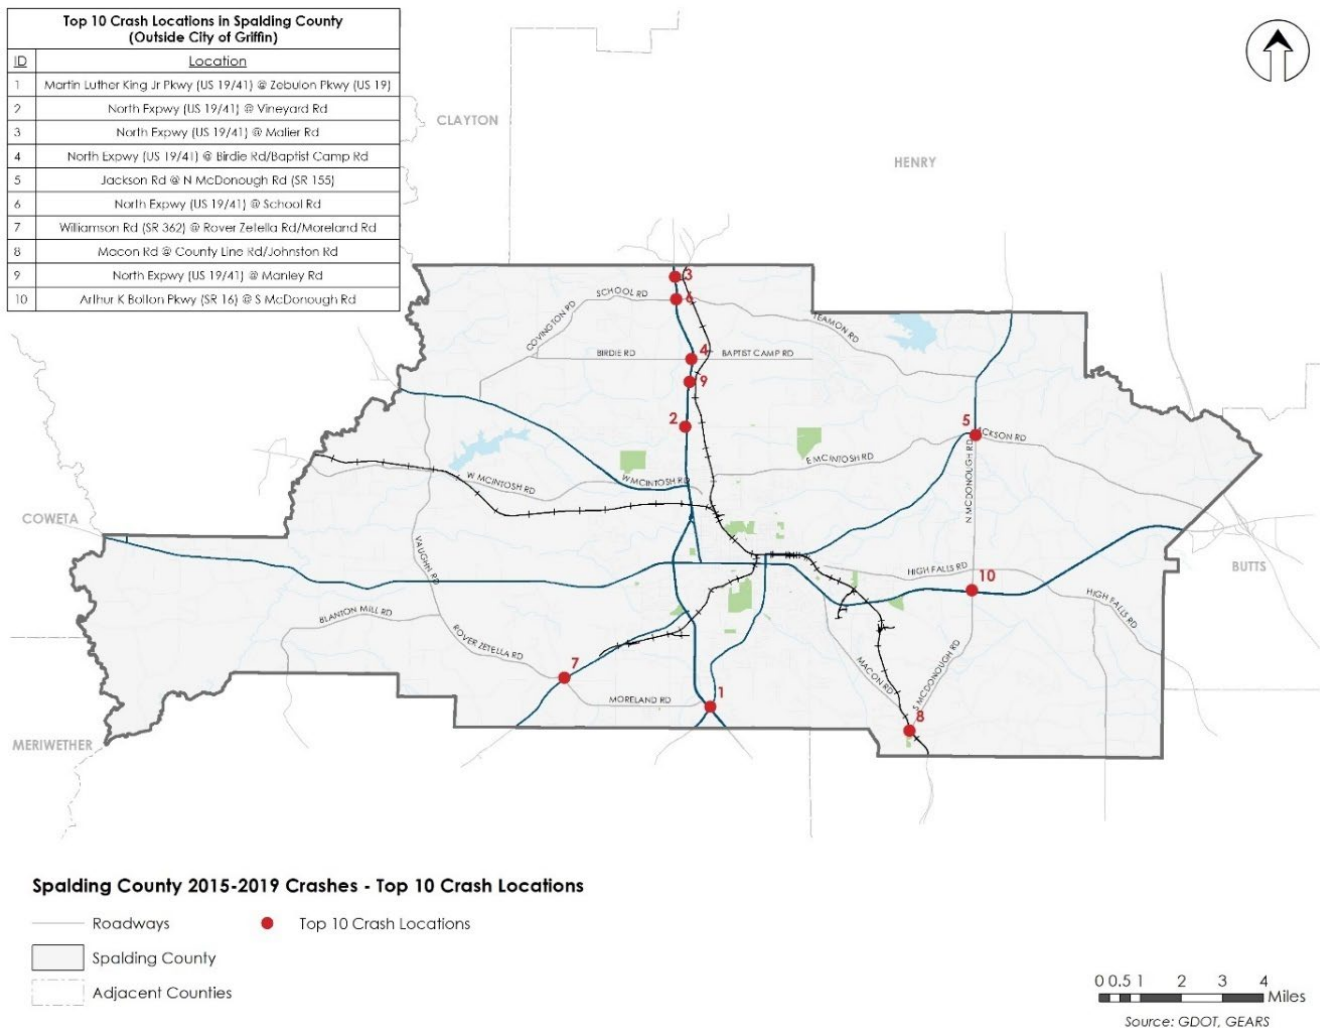 Top 10 Crash Locations in Spalding County
(Outside City of Griffin)
ID Location
1 Martin Luther King Jr Pkwy (US 19/41) @ Zebulon Pkwy (US 19)
2 North Expwy (US 19/41) @ Vineyard Rd
3 North Expwy (US 19/41) @ Malier Rd
4 North Expwy (US 19/41) @ Birdie Rd/Baptist Camp Rd
5 Jackson Rd @ N McDonough Rd (SR 155)
6 North Expwy (US 19/41) @ School Rd
7 Williamson Rd (SR 362) @ Rover Zetella Rd/Moreland Rd
8 Macon Rd @ County Line Rd/Johnston Rd
9 North Expwy (US 19/41) @ Manley Rd
10 Arthur K Bolton Pkwy (SR 16) @ S McDonough Rd
CLAYTON
HENRY
3
SCHOOL RD
6
COVINGTON RD
TEAMON RD
BIRDIE RD
4
BAPTIST CAMP RD
9
2
5
CKSON RD
E MCINTOSH RD
W MCINTOSH RD
W MCINTOSH RD
N MCDONOUGH RD
COWETA
VAUGHN RD
HIGH FALLS RD
10
BUTTS
HIGH FALLS RD
BLANTON MILL RD
ROVER ZETELLA RD
7
MACON RD
S MCDONOUGH RD
MORELAND RD
1
8
MERIWETHER
Spalding County 2015-2019 Crashes - Top 10 Crash Locations
Roadways
Top 10 Crash Locations
Spalding County
Adjacent Counties
0 0.5 1 2 3 4
Miles
Source: GDOT, GEARS